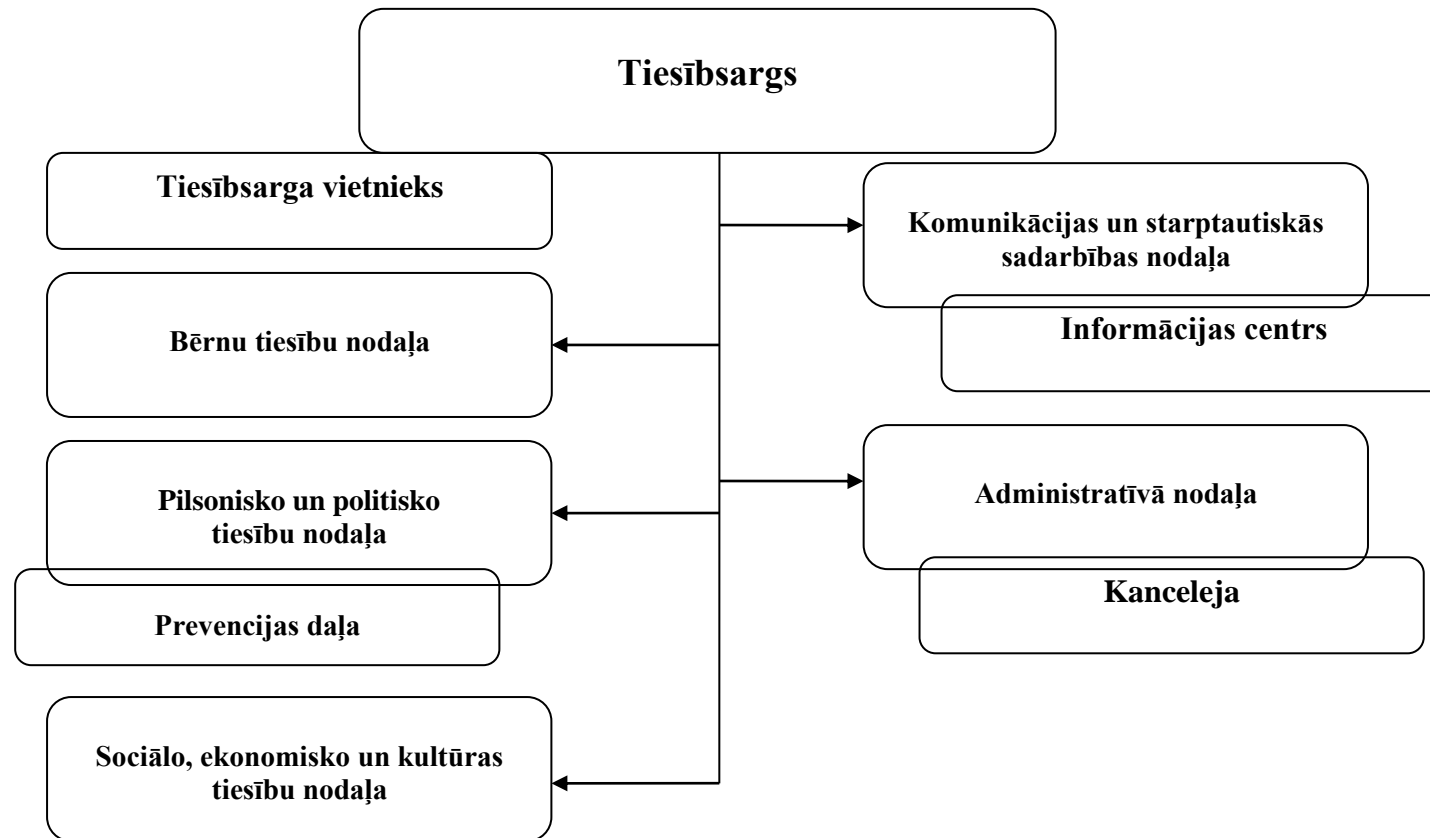 Tiesībsargs
Tiesībsarga vietnieks
Komunikācijas un starptautiskās
sadarbības nodaļa
Informācijas centrs
Bērnu tiesību nodaļa
Pilsonisko un politisko
tiesību nodaļa
Prevencijas daļa
Administratīvā nodaļa
Kanceleja
Sociālo, ekonomisko un kultūras
tiesību nodaļa